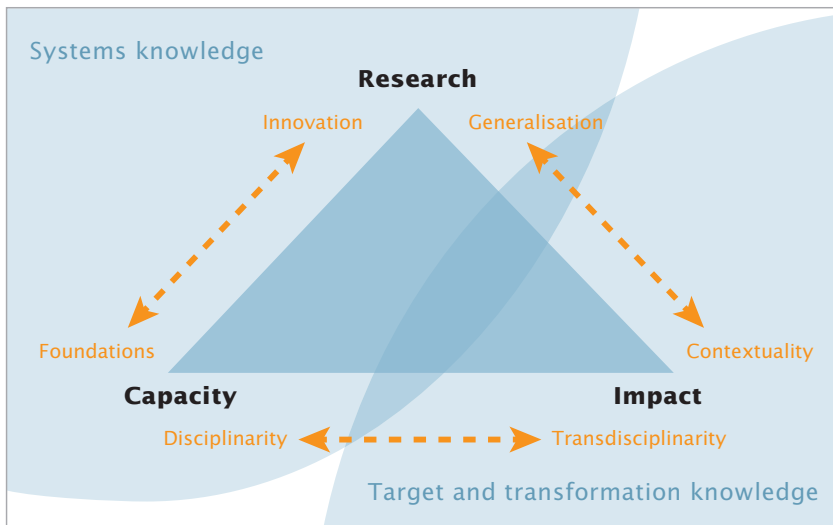 Systems knowledge
Research
Innovation
Generalisation
Foundations
Contextuality
Capacity
Impact
Disciplinarity
Transdisciplinarity
Target and transformation knowledge